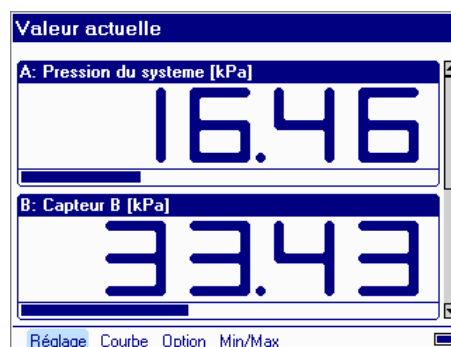 Valeur actuelle
A: Pression du systeme [kPa]
16.46
B: Capteur B [kPa]
33.43
Réglage Courbe Option Min/Max